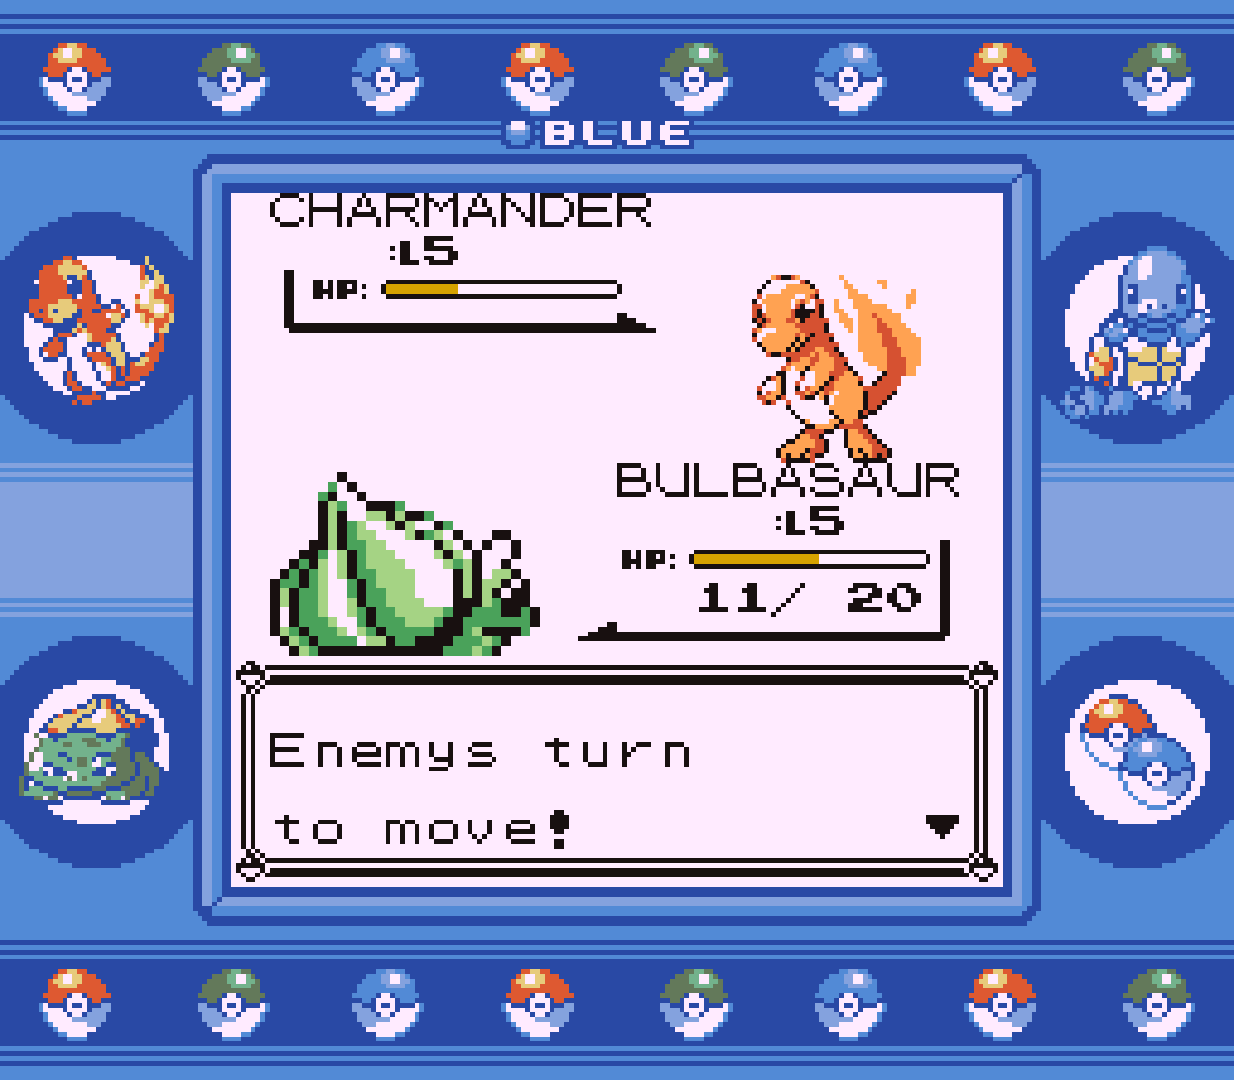 BLUE
CHARMANDER
:L5
HP:
BULBASAUR
:L5
HP:
11/ 20
Enemys turn
to move!